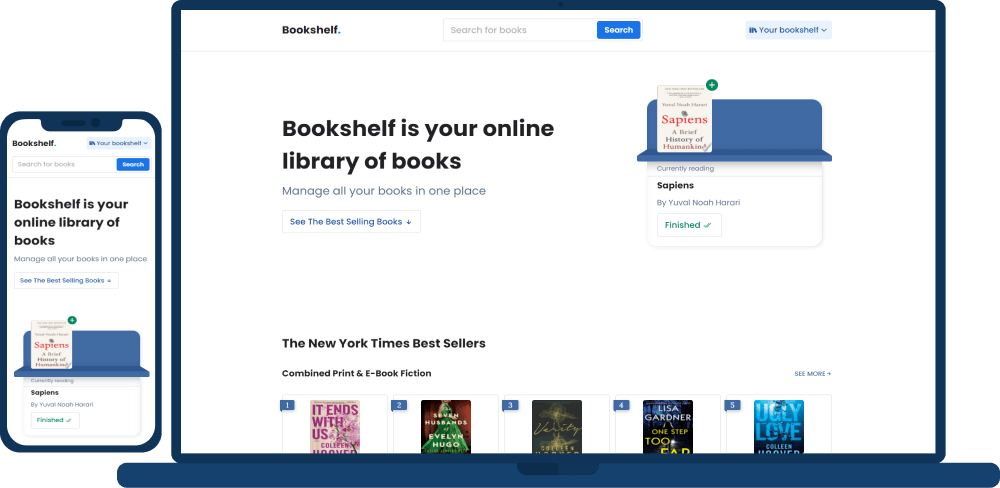 Bookshelf.
Search for books
Search
Your bookshelf
Bookshelf is your online
library of books
Manage all your books in one place
See The Best Selling Books
Yuval Noah Harari
Sapiens
A Brief
History of
Humankind
Currently reading
Sapiens
By Yuval Noah Harari
Finished
The New York Times Best Sellers
Combined Print & E-Book Fiction
SEE MORE
1
2
3
4
5
IT ENDS
WITH
US
COLLEEN
HOOVER
THE
SEVEN
HUSBANDS
OF
EVELYN
HUGO
Verity
COLLEEN
HOOVER
LISA
GARDNER
ONE STEP
TOO
FAR
UGLY
LOVE
COLLEEN
HOOVER
Bookshelf.
Your bookshelf
Search for books
Search
Bookshelf is your
online library of
books
Manage all your books in one place
See The Best Selling Books
Yuval Noah Harari
Sapiens
A Brief
History of
Humankind
Currently reading
Sapiens
By Yuval Noah Harari
Finished